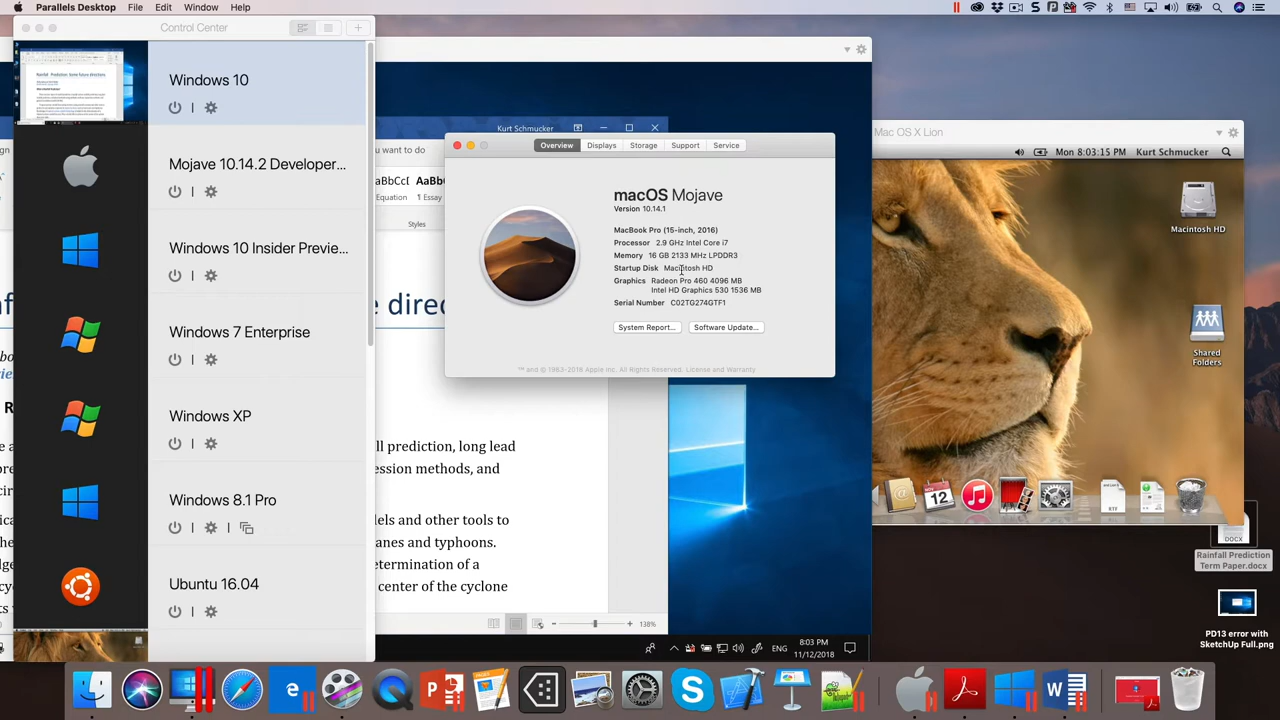 Parallels Desktop File Edit Window Help
Control Center
Windows 10
Mojave 10.14.2 Developer...
Windows 10 Insider Previe...
Windows 7 Enterprise
Windows XP
Windows 8.1 Pro
Ubuntu 16.04
Kurt Schmucker
ou want to do
AaBbCcI AaBb
Equation ¶ Essay
Styles
e direc
l prediction, long lead
ession methods, and
els and other tools to
anes and typhoons.
etermination of a
center of the cyclone
138%
ENG
8:03 PM
11/12/2018
Overview Displays Storage Support Service
macOS Mojave
Version 10.14.1
MacBook Pro (15-inch, 2016)
Processor 2.9 GHz Intel Core i7
Memory 16 GB 2133 MHz LPDDR3
Startup Disk Macintosh HD
Graphics Radeon Pro 460 4096 MB
Intel HD Graphics 530 1536 MB
Serial Number C02TG274GTF1
System Report... Software Update...
™ and © 1983-2018 Apple Inc. All Rights Reserved. License and Warranty
Mac OS X Lion
Mon 8:03:15 PM Kurt Schmucker
Macintosh HD
Shared
Folders
NOV
12
RTF
DOCX
Rainfall Prediction
Term Paper.docx
PD13 error with
SketchUp Full.png